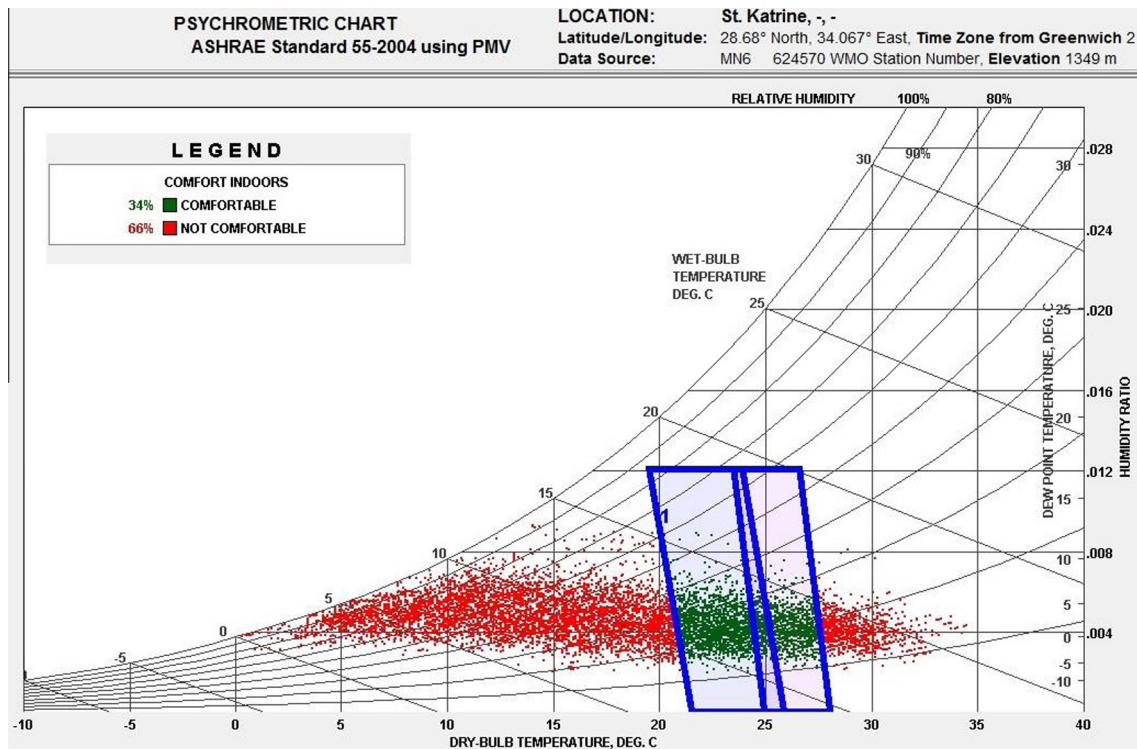 PSYCHROMETRIC CHART
ASHRAE Standard 55-2004 using PMV
LOCATION: St. Katrine, -, -
Latitude/Longitude: 28.68° North, 34.067° East, Time Zone from Greenwich 2
Data Source: MN6 624570 WMO Station Number, Elevation 1349 m
RELATIVE HUMIDITY 100% 80%
90%
LEGEND
COMFORT INDOORS
34% COMFORTABLE
66% NOT COMFORTABLE
WET-BULB
TEMPERATURE
DEG. C
-5
0
5
10
15
20
25
30
1
.028
.024
.020
.016
.012
.008
.004
HUMIDITY RATIO
30
25
20
15
10
5
0
-5
-10
DEW POINT TEMPERATURE, DEG. C
-10 -5 0 5 10 15 20 25 30 35 40
DRY-BULB TEMPERATURE, DEG. C